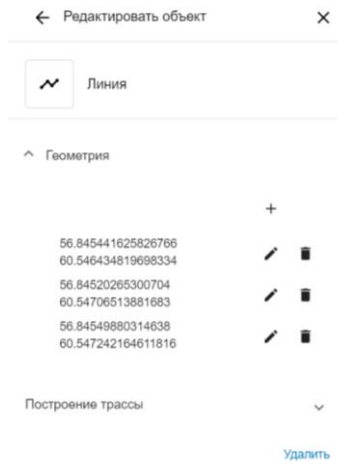 Редактировать объект
Линия
Геометрия
56.845441625826766
60.546434819698334
56.84520265300704
60.54706513881683
56.84549880314638
60.547242164611816
Построение трассы
Удалить